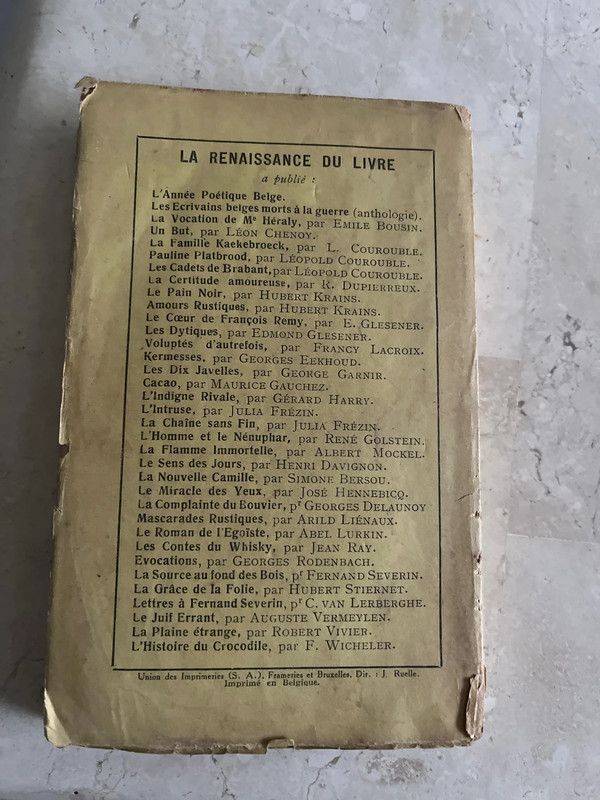 LA RENAISSANCE DU LIVRE
a publié :
L'Année Poétique Belge.
Les Ecrivains belges morts à la guerre (anthologie).
La Vocation de Me Héraly, par EMILE BOUSIN.
Un But, par LÉON CHENOY.
La Famille Kaekebroeck, par L. COUROUBLE.
Pauline Platbrood, par LÉOPOLD COUROUBLE.
Les Cadets de Brabant, par LÉOPOLD COUROUBLE.
La Certitude amoureuse, par R. DUPIERREUX.
Le Pain Noir, par HUBERT KRAINS.
Amours Rustiques, par HUBERT KRAINS.
Le Cœur de François Remy, par E. GLESENER.
Les Dytiques, par EDMOND GLESENER.
Voluptés d'autrefois, par FRANCY LACROIX.
Kermesses, par GEORGES EEKHOUD.
Les Dix Javelles, par GEORGE GARNIR.
Cacao, par MAURICE GAUCHEZ.
L'Indigne Rivale, par GÉRARD HARRY.
L'Intruse, par JULIA FRÉZIN.
La Chaîne sans Fin, par JULIA FRÉZIN.
L'Homme et le Nénuphar, par RENÉ GOLSTEIN.
La Flamme Immortelle, par ALBERT MOCKEL.
Le Sens des Jours, par HENRI DAVIGNON.
La Nouvelle Camille, par SIMONE BERSOU.
Le Miracle des Yeux, par JOSÉ HENNEBICQ.
La Complainte du Bouvier, pr GEORGES DELAUNOY
Mascarades Rustiques, par ARILD LIÉNAUX.
Le Roman de l'Egoïste, par ABEL LURKIN.
Les Contes du Whisky, par JEAN RAY.
Evocations, par GEORGES RODENBACH.
La Source au fond des Bois, pr FERNAND SEVERIN.
La Grâce de la Folie, par HUBERT STIERNET.
Lettres à Fernand Severin, pr C. VAN LERBERGHE.
Le Juif Errant, par AUGUSTE VERMEYLEN.
La Plaine étrange, par ROBERT VIVIER.
L'Histoire du Crocodile, par F. WICHELER.
Union des Imprimeries (S. A.), Frameries et Bruxelles. Dir. : J. Ruelle.
Imprimé en Belgique.